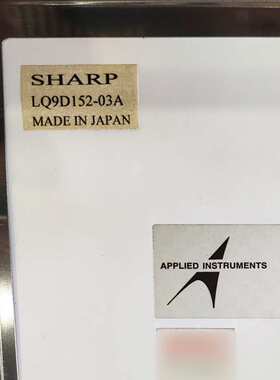 SHARP
LQ9D152-03A
MADE IN JAPAN
APPLIED INSTRUMENTS